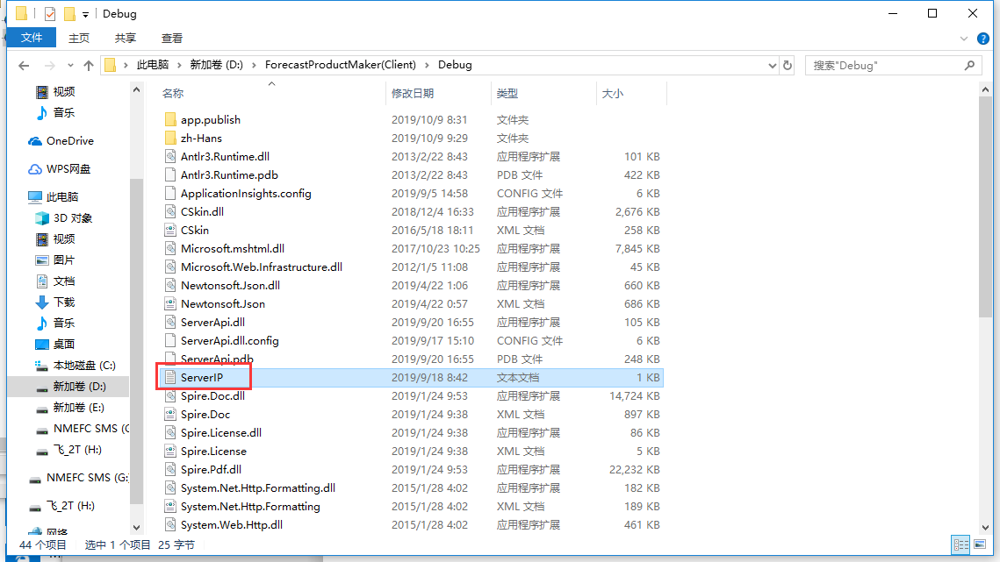 Debug
文件 主页 共享 查看
此电脑 新加卷 (D:) ForecastProductMaker(Client) Debug 搜索"Debug"
视频
音乐
OneDrive
WPS网盘
此电脑
3D 对象
视频
图片
文档
下载
音乐
桌面
本地磁盘 (C:)
新加卷 (D:)
新加卷 (E:)
NMEFC SMS (G
飞_2T (H:)
NMEFC SMS (G:
飞_2T (H:)
网络
名称 修改日期 类型 大小
app.publish 2019/10/9 8:31 文件夹
zh-Hans 2019/10/9 9:29 文件夹
Antlr3.Runtime.dll 2013/2/22 8:43 应用程序扩展 101 KB
Antlr3.Runtime.pdb 2013/2/22 8:43 PDB 文件 422 KB
ApplicationInsights.config 2019/9/5 14:58 CONFIG 文件 6 KB
CSkin.dll 2018/12/4 16:33 应用程序扩展 2,676 KB
CSkin 2016/5/18 18:11 XML 文档 258 KB
Microsoft.mshtml.dll 2017/10/23 10:25 应用程序扩展 7,845 KB
Microsoft.Web.Infrastructure.dll 2012/1/5 11:08 应用程序扩展 45 KB
Newtonsoft.Json.dll 2019/4/22 1:06 应用程序扩展 660 KB
Newtonsoft.Json 2019/4/22 0:57 XML 文档 686 KB
ServerApi.dll 2019/9/20 16:55 应用程序扩展 105 KB
ServerApi.dll.config 2019/9/17 15:10 CONFIG 文件 6 KB
ServerApi.pdb 2019/9/20 16:55 PDB 文件 248 KB
ServerIP 2019/9/18 8:42 文本文档 1 KB
Spire.Doc.dll 2019/1/24 9:53 应用程序扩展 14,724 KB
Spire.Doc 2019/1/24 9:38 XML 文档 897 KB
Spire.License.dll 2019/1/24 9:38 应用程序扩展 86 KB
Spire.License 2019/1/24 9:38 XML 文档 5 KB
Spire.Pdf.dll 2019/1/24 9:53 应用程序扩展 22,232 KB
System.Net.Http.Formatting.dll 2015/1/28 4:02 应用程序扩展 182 KB
System.Net.Http.Formatting 2015/1/28 4:02 XML 文档 189 KB
System.Web.Http.dll 2015/1/28 4:02 应用程序扩展 461 KB
44 个项目 选中 1 个项目 25 字节